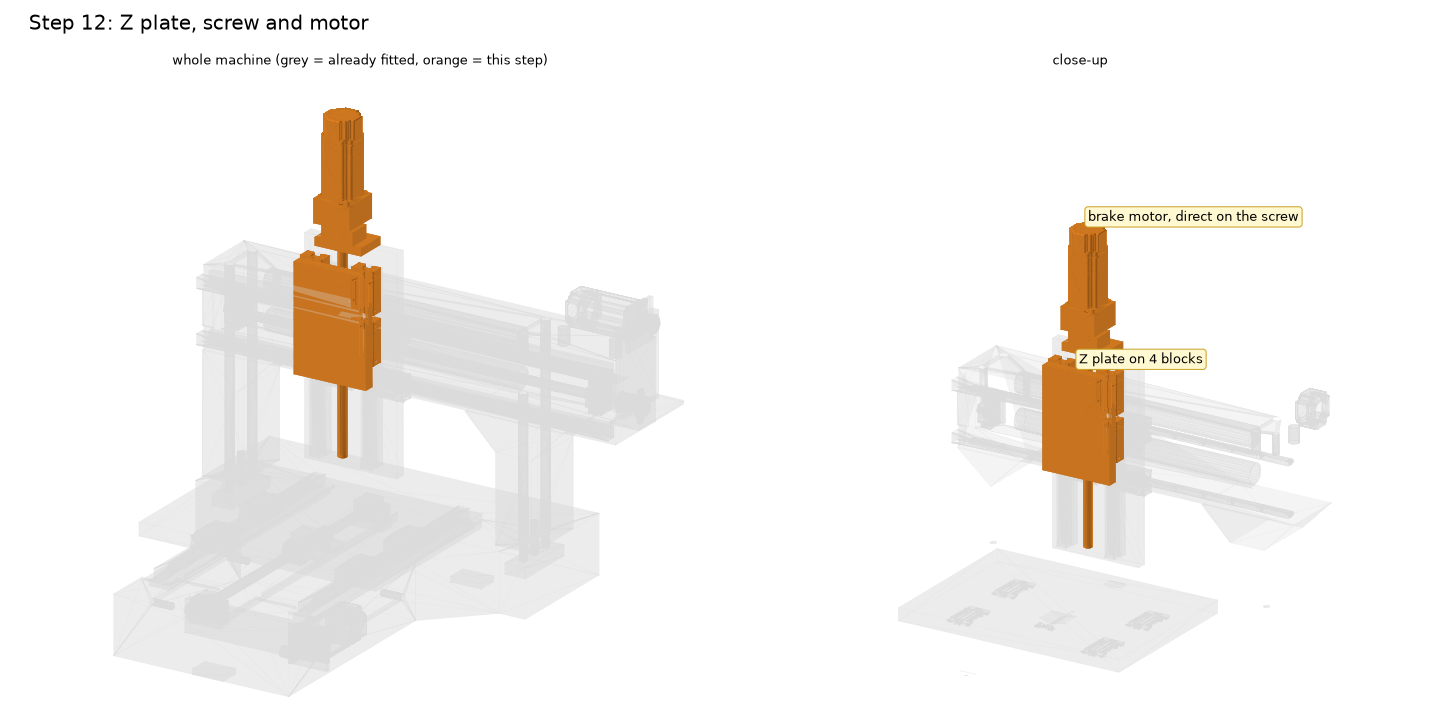 Step 12: Z plate, screw and motor
whole machine (grey = already fitted, orange = this step)
close-up
brake motor, direct on the screw
Z plate on 4 blocks